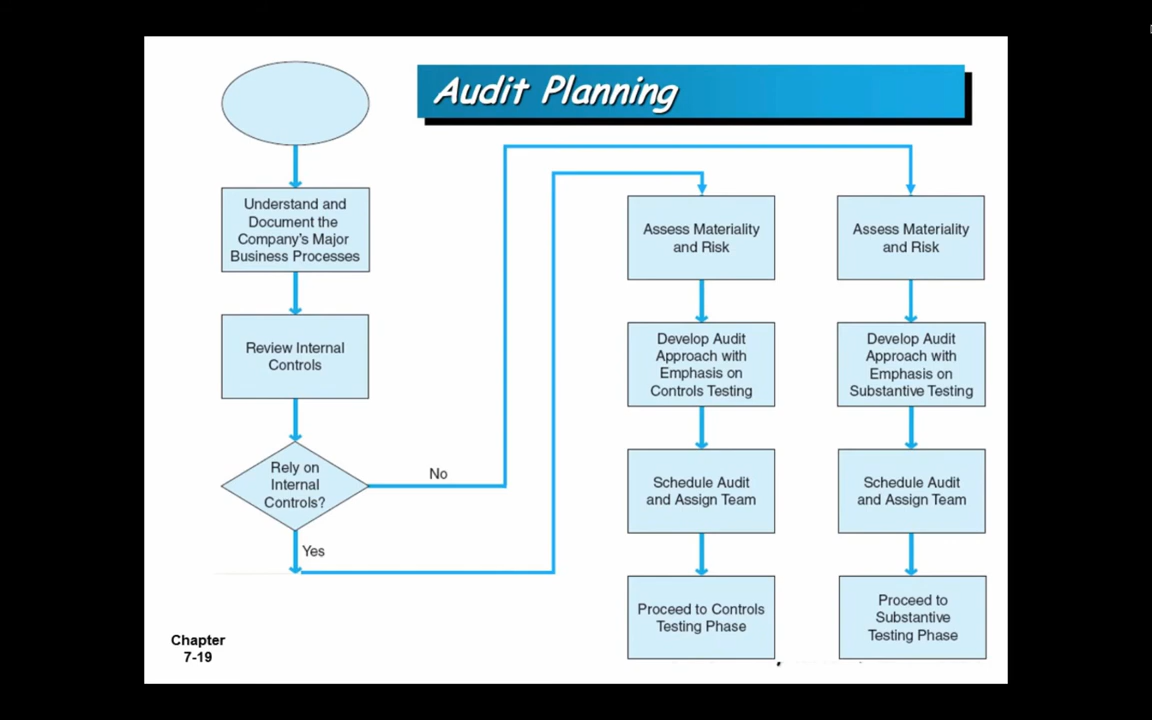 Audit Planning
Understand and
Document the
Company's Major
Business Processes
Review Internal
Controls
Rely on
Internal
Controls?
No
Yes
Assess Materiality
and Risk
Develop Audit
Approach with
Emphasis on
Controls Testing
Schedule Audit
and Assign Team
Proceed to Controls
Testing Phase
Assess Materiality
and Risk
Develop Audit
Approach with
Emphasis on
Substantive Testing
Schedule Audit
and Assign Team
Proceed to
Substantive
Testing Phase
Chapter
7-19